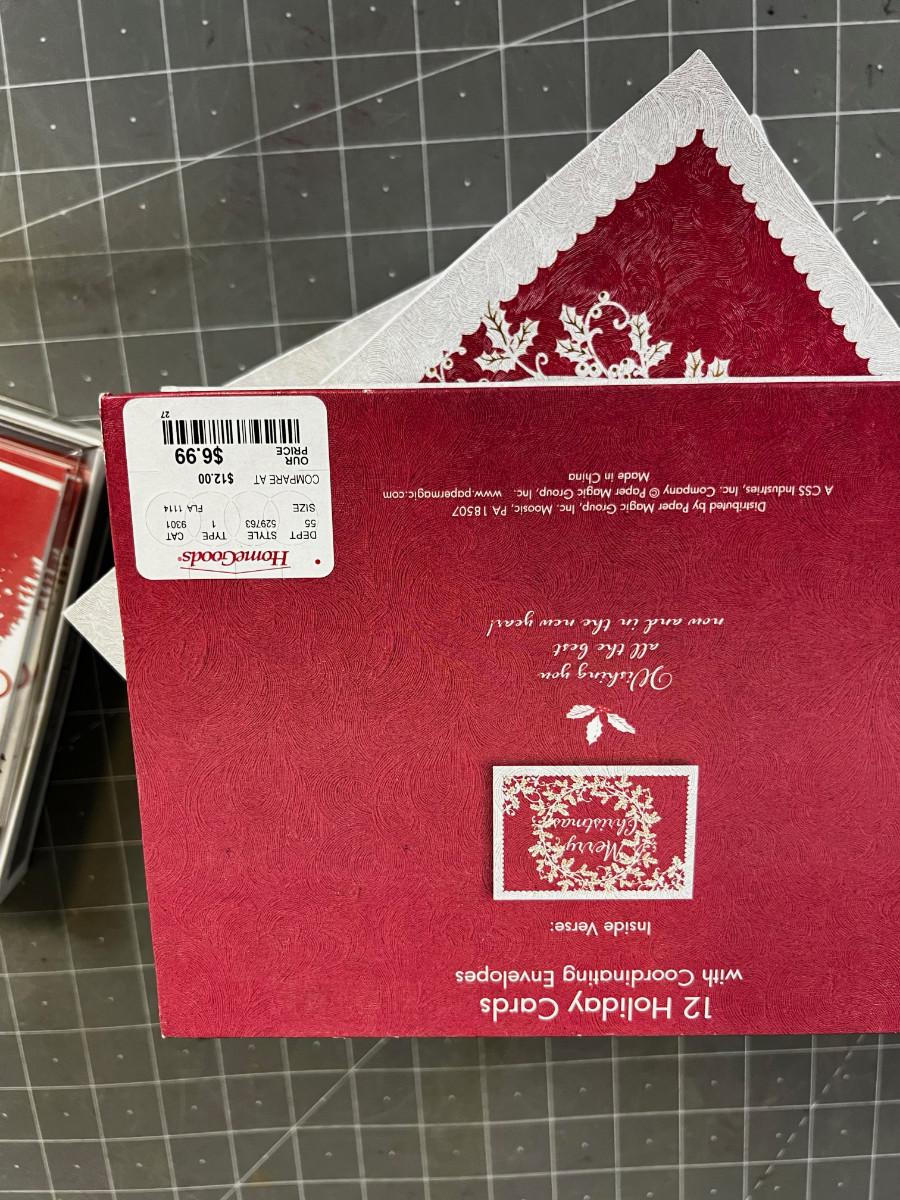 12 Holiday Cards
with Coordinating Envelopes
Inside Verse:
Merry
Christmas
Wishing you
all the best
now and in the new year!
Distributed by Paper Magic Group, Inc. Moosic, PA 18507
A CSS Industries, Inc. Company © Paper Magic Group, Inc. www.papermagic.com
Made in China
HomeGoods®
DEPT STYLE TYPE CAT
55 529763 1 9301
SIZE FLA 1114
COMPARE AT $12.00
OUR
PRICE $6.99
27